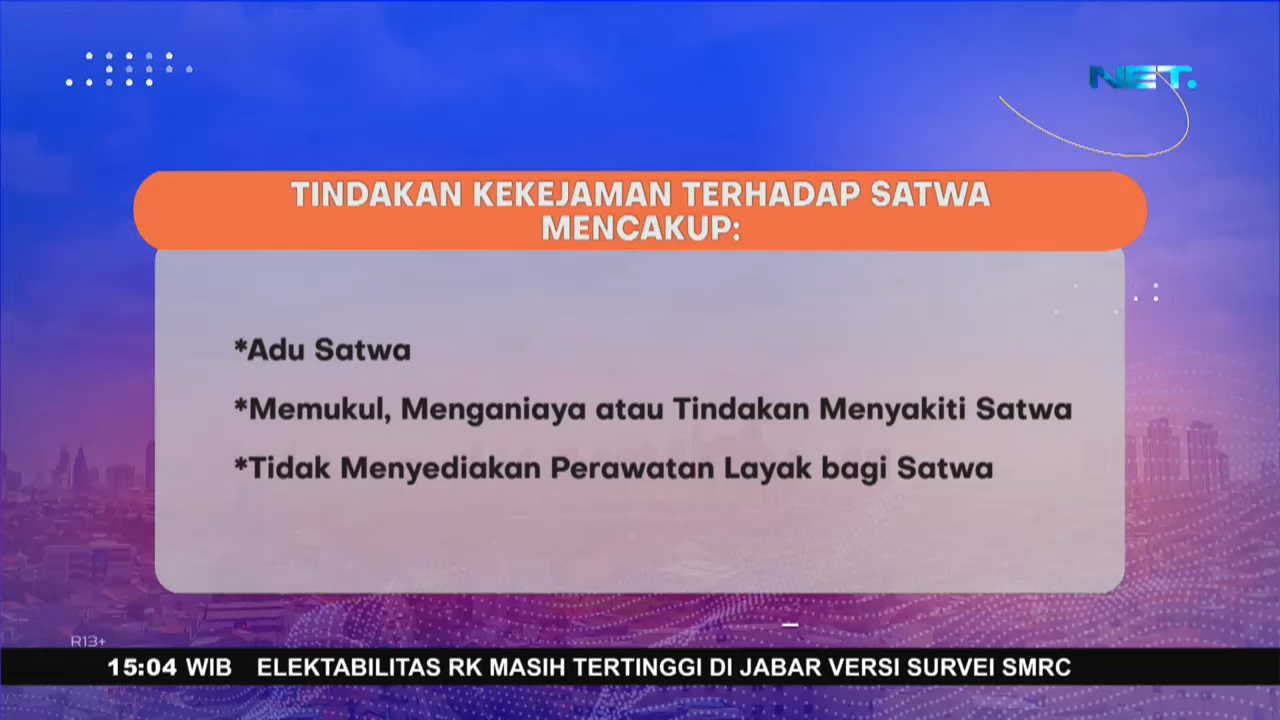 NET.
TINDAKAN KEKEJAMAN TERHADAP SATWA
MENCAKUP:
*Adu Satwa
*Memukul, Menganiaya atau Tindakan Menyakiti Satwa
*Tidak Menyediakan Perawatan Layak bagi Satwa
R13+
15:04 WIB ELEKTABILITAS RK MASIH TERTINGGI DI JABAR VERSI SURVEI SMRC